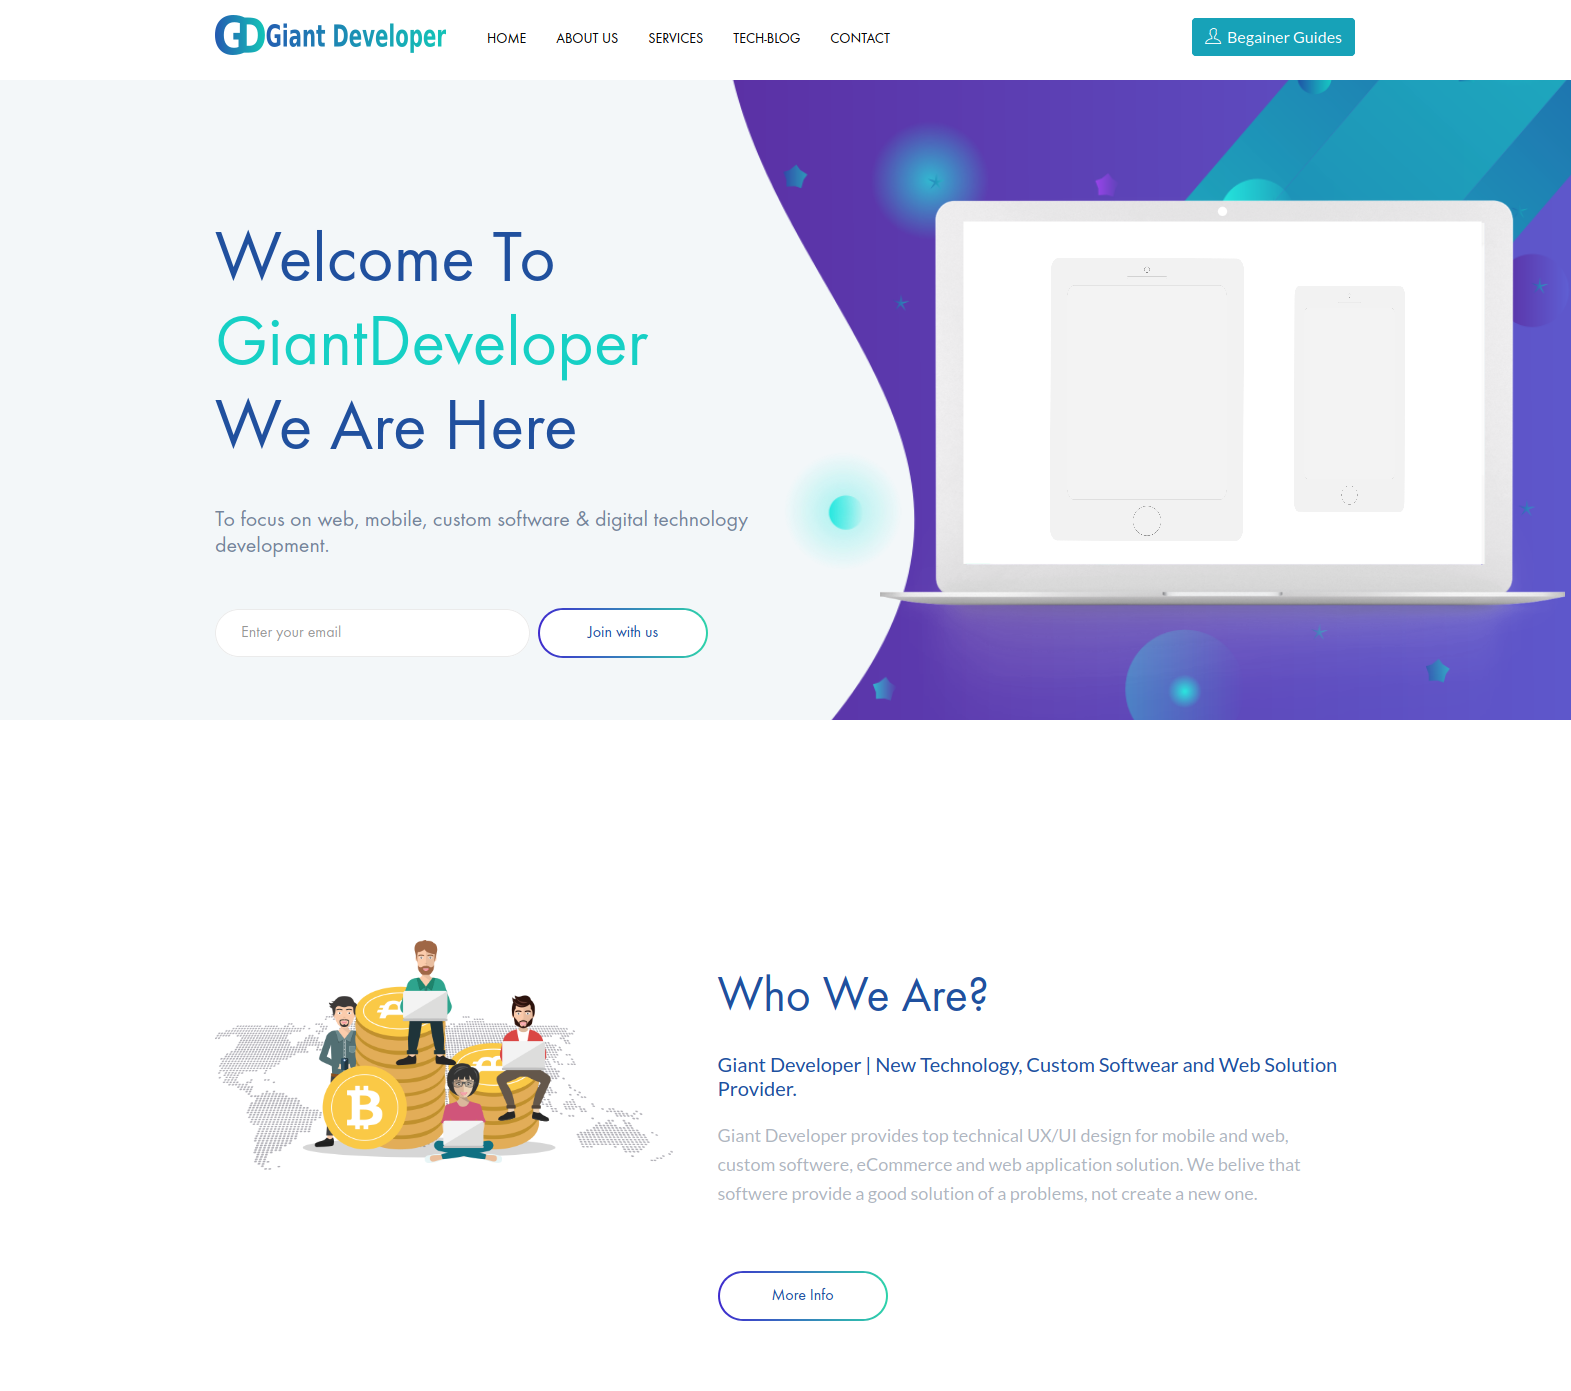 GD Giant Developer
HOME ABOUT US SERVICES TECH-BLOG CONTACT
Begainer Guides
Welcome To
GiantDeveloper
We Are Here
To focus on web, mobile, custom software & digital technology
development.
Enter your email
Join with us
Who We Are?
Giant Developer | New Technology, Custom Softwear and Web Solution
Provider.
Giant Developer provides top technical UX/UI design for mobile and web,
custom softwere, eCommerce and web application solution. We belive that
softwere provide a good solution of a problems, not create a new one.
More Info